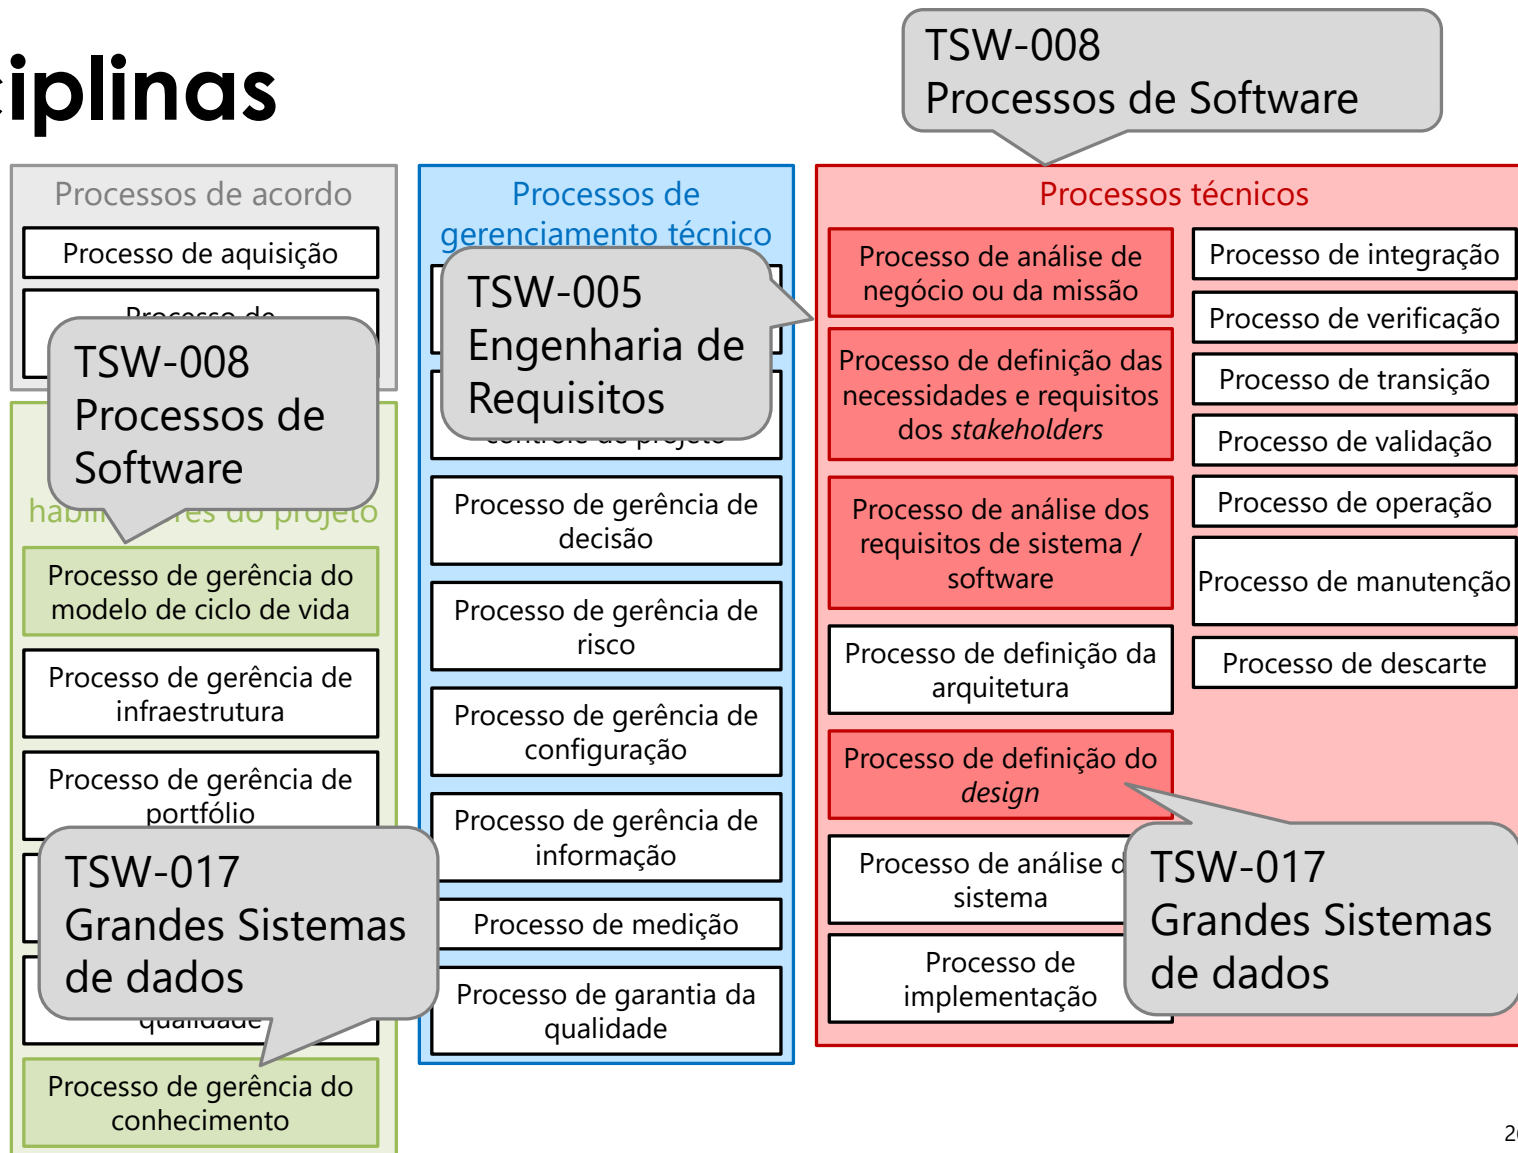 ciplinas
TSW-008
Processos de Software
Processos de acordo
Processo de aquisição
Processo de
TSW-008
Processos de
Software
do projeto
Processo de gerência do
modelo de ciclo de vida
Processo de gerência de
infraestrutura
Processo de gerência de
portfólio
TSW-017
Grandes Sistemas
de dados
qualidade
Processo de gerência do
conhecimento
Processos de
gerenciamento técnico
TSW-005
Engenharia de
Requisitos
controle de projeto
Processo de gerência de
decisão
Processo de gerência de
risco
Processo de gerência de
configuração
Processo de gerência de
informação
Processo de medição
Processo de garantia da
qualidade
Processos técnicos
Processo de análise de
negócio ou da missão
Processo de definição das
necessidades e requisitos
dos stakeholders
Processo de análise dos
requisitos de sistema /
software
Processo de definição da
arquitetura
Processo de definição do
design
Processo de análise
sistema
Processo de
implementação
Processo de integração
Processo de verificação
Processo de transição
Processo de validação
Processo de operação
Processo de manutenção
Processo de descarte
TSW-017
Grandes Sistemas
de dados